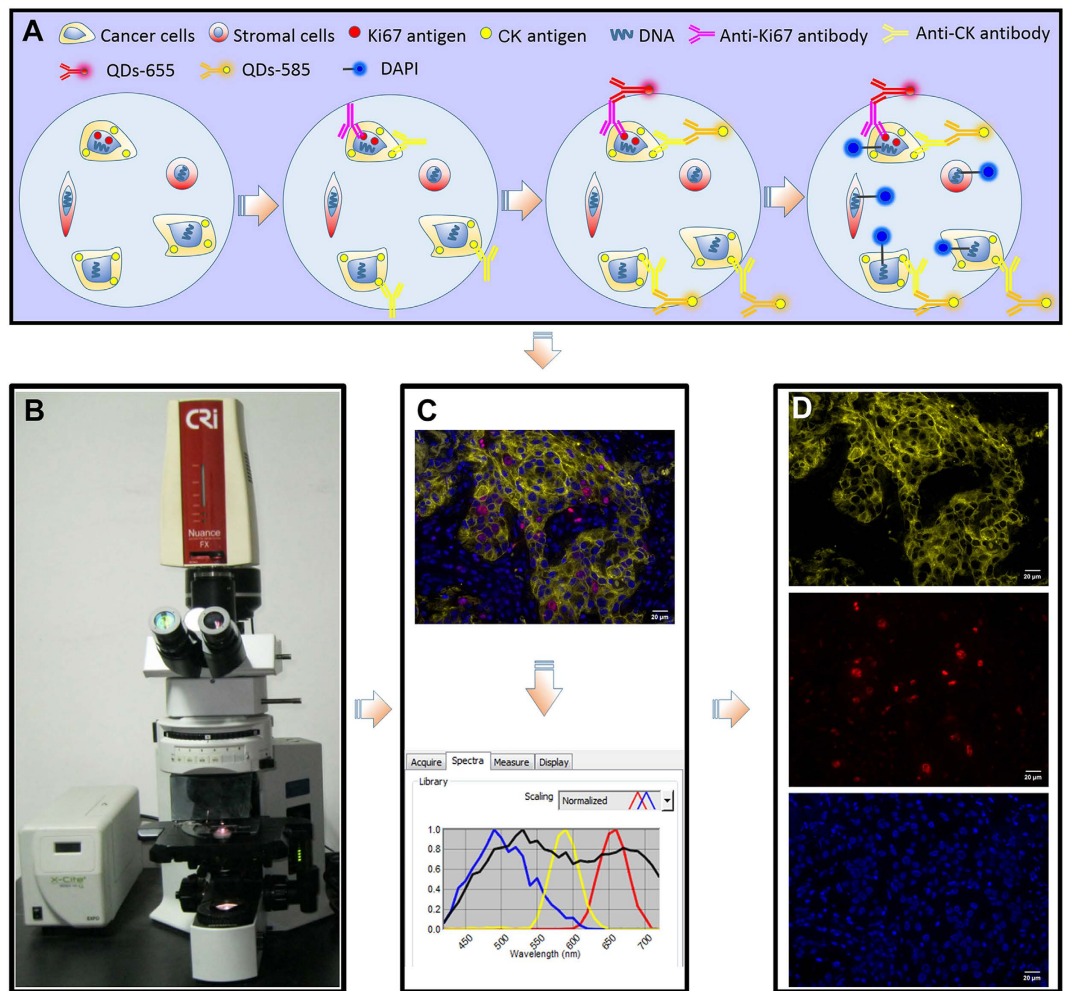 A
Cancer cells Stromal cells Ki67 antigen CK antigen DNA Anti-Ki67 antibody Anti-CK antibody
QDs-655 QDs-585 DAPI
B
CRi
Nuance
FX
X-Cite
EXFO
C
20 µm
Acquire Spectra Measure Display
Library
Scaling Normalized
1.0
0.8
0.6
0.4
0.2
0.0
450 500 550 600 650 700
Wavelength (nm)
D
20 µm
20 µm
20 µm